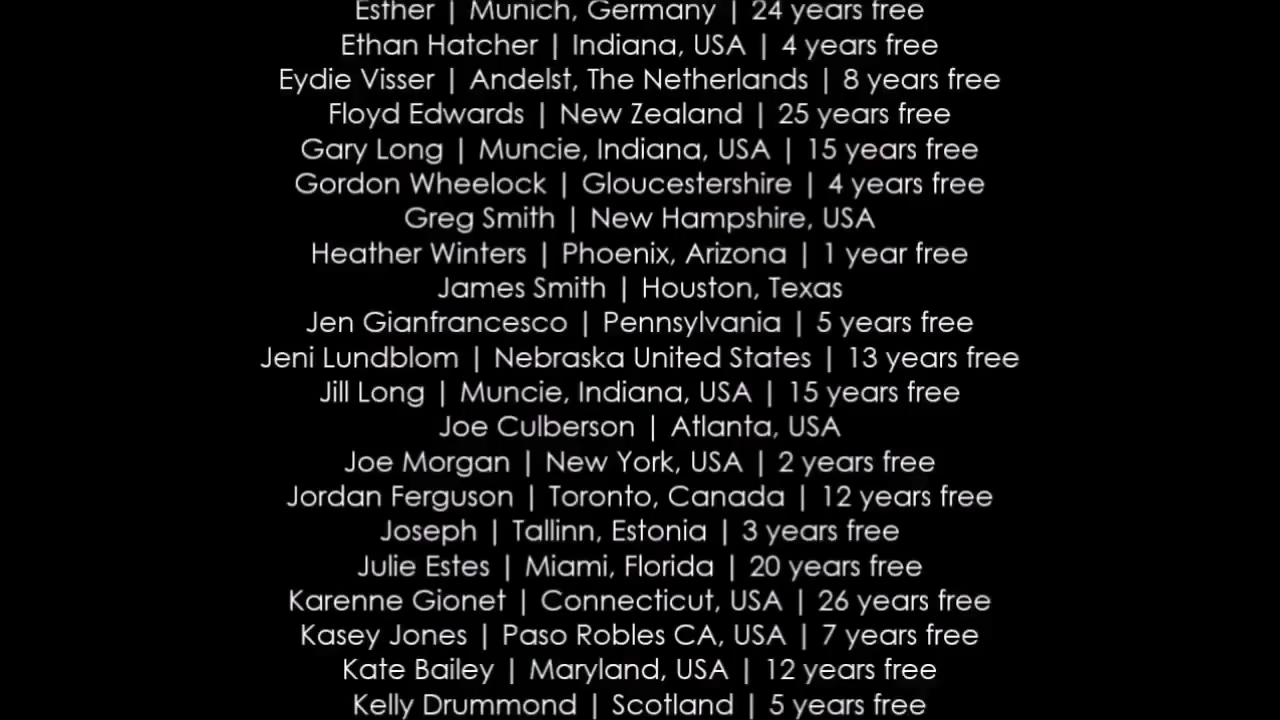 Esther | Munich, Germany | 24 years free
Ethan Hatcher | Indiana, USA | 4 years free
Eydie Visser | Andelst, The Netherlands | 8 years free
Floyd Edwards | New Zealand | 25 years free
Gary Long | Muncie, Indiana, USA | 15 years free
Gordon Wheelock | Gloucestershire | 4 years free
Greg Smith | New Hampshire, USA
Heather Winters | Phoenix, Arizona | 1 year free
James Smith | Houston, Texas
Jen Gianfrancesco | Pennsylvania | 5 years free
Jeni Lundblom | Nebraska United States | 13 years free
Jill Long | Muncie, Indiana, USA | 15 years free
Joe Culberson | Atlanta, USA
Joe Morgan | New York, USA | 2 years free
Jordan Ferguson | Toronto, Canada | 12 years free
Joseph | Tallinn, Estonia | 3 years free
Julie Estes | Miami, Florida | 20 years free
Karenne Gionet | Connecticut, USA | 26 years free
Kasey Jones | Paso Robles CA, USA | 7 years free
Kate Bailey | Maryland, USA | 12 years free
Kelly Drummond | Scotland | 5 years free